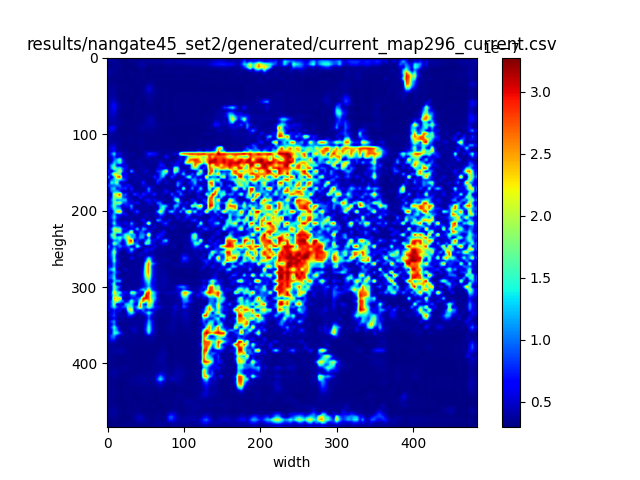 results/nangate45_set2/generated/current_map296_current.csv
1e−7
0
100
200
300
400
height
0 100 200 300 400
width
3.0
2.5
2.0
1.5
1.0
0.5